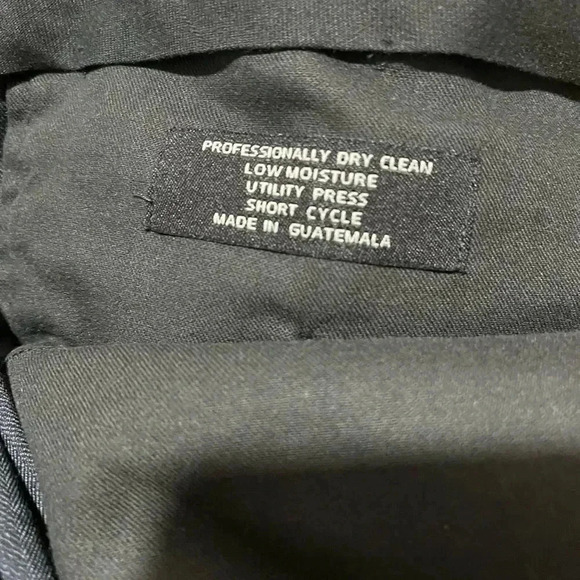 PROFESSIONALLY DRY CLEAN
LOW MOISTURE
UTILITY PRESS
SHORT CYCLE
MADE IN GUATEMALA